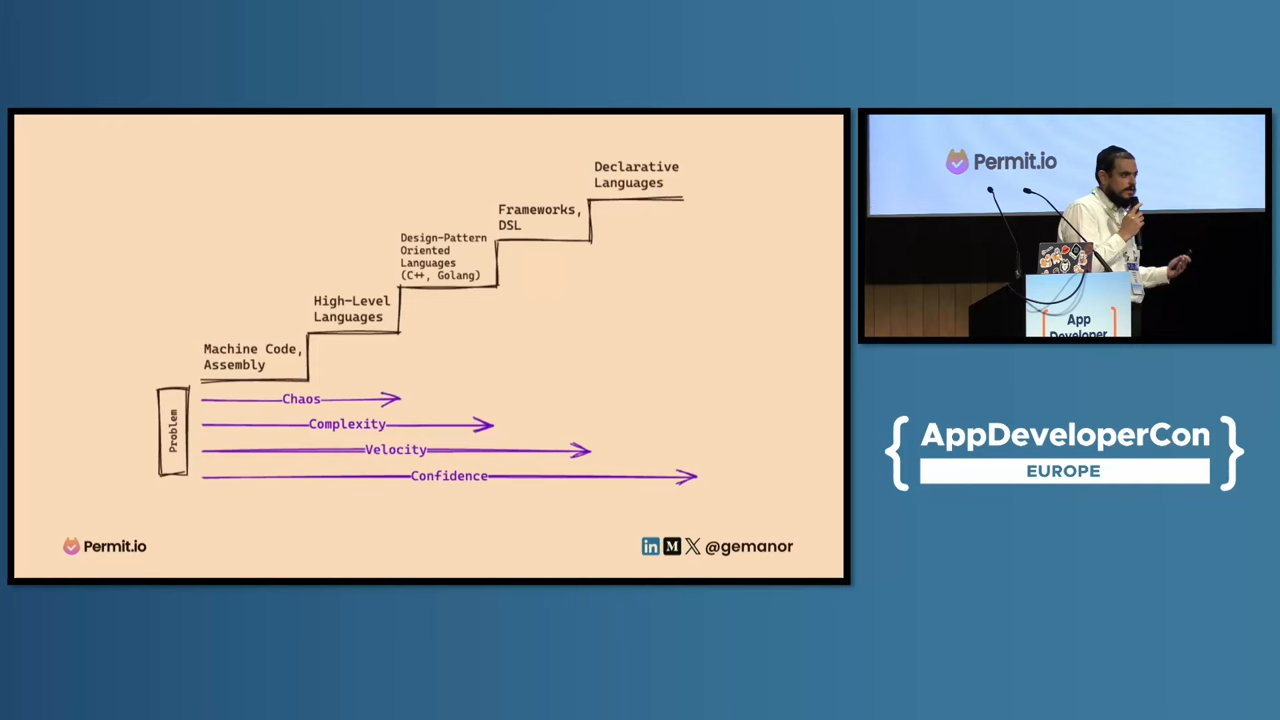 Declarative
Languages
Frameworks,
DSL
Design-Pattern
Oriented
Languages
(C++, Golang)
High-Level
Languages
Machine Code,
Assembly
Problem
Chaos
Complexity
Velocity
Confidence
Permit.io
@gemanor
Permit.io
App
Developer
{ AppDeveloperCon }
EUROPE